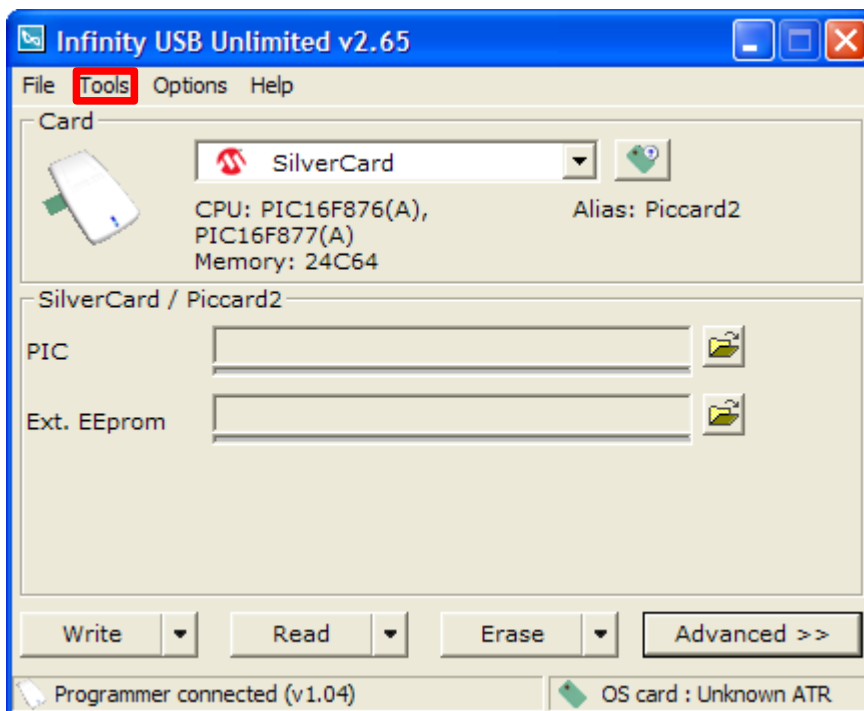 Infinity USB Unlimited v2.65
File Tools Options Help
Card
SilverCard
CPU: PIC16F876(A),
PIC16F877(A)
Memory: 24C64
Alias: Piccard2
SilverCard / Piccard2
PIC
Ext. EEprom
Write Read Erase Advanced >>
Programmer connected (v1.04) OS card : Unknown ATR